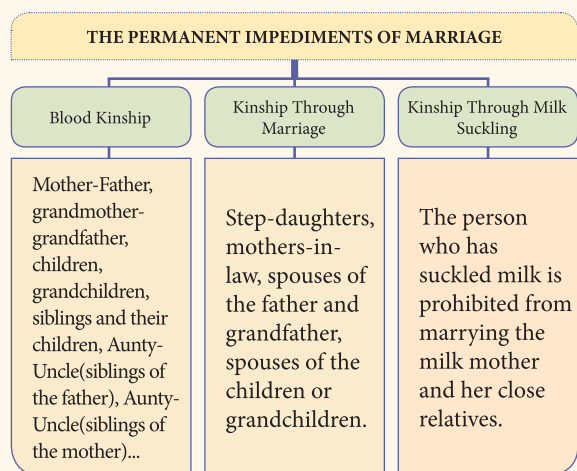 THE PERMANENT IMPEDIMENTS OF MARRIAGE
Blood Kinship
Kinship Through
Marriage
Kinship Through Milk
Suckling
Mother-Father,
grandmother-
grandfather,
children,
grandchildren,
siblings and their
children, Aunty-
Uncle(siblings of
the father), Aunty-
Uncle(siblings of
the mother)...
Step-daughters,
mothers-in-
law, spouses of
the father and
grandfather,
spouses of the
children or
grandchildren.
The person
who has
suckled milk is
prohibited from
marrying the
milk mother
and her close
relatives.